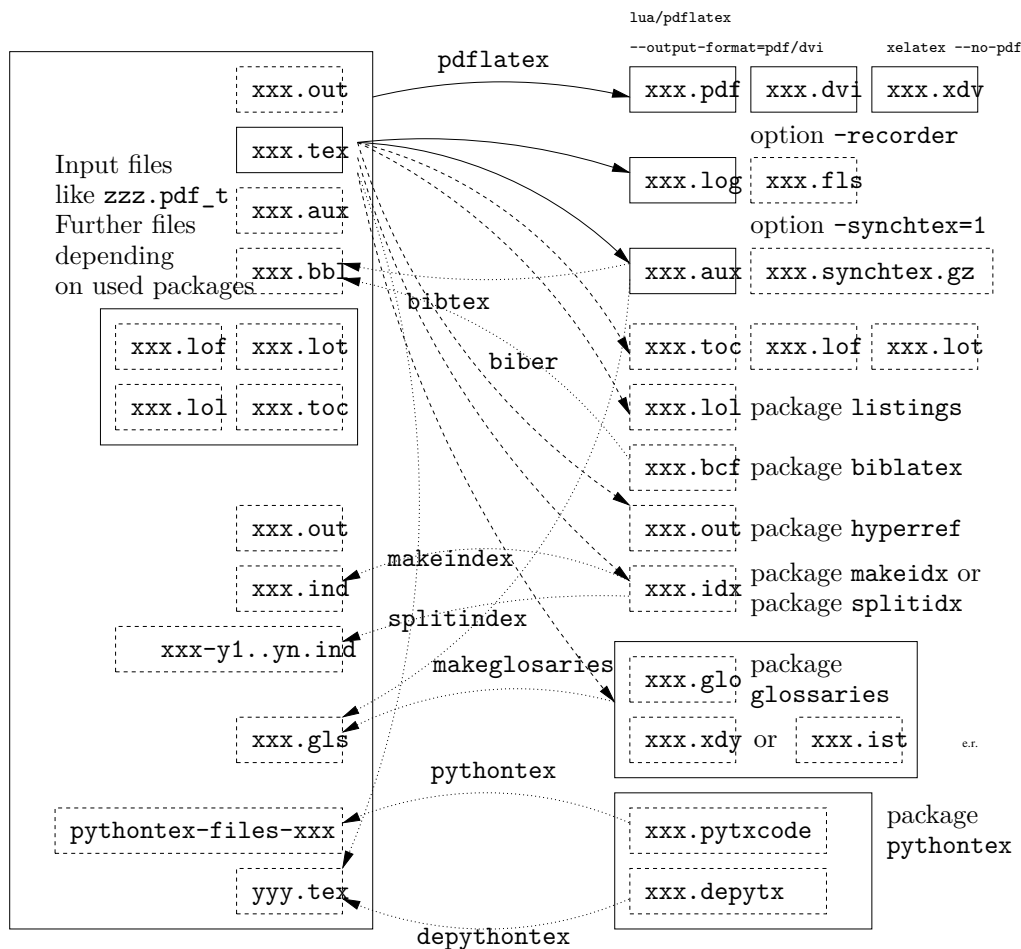 lua/pdflatex
--output-format=pdf/dvi
xelatex --no-pdf
pdflatex
xxx.out
xxx.pdf
xxx.dvi
xxx.xdv
option -recorder
xxx.tex
Input files
like zzz.pdf_t
Further files
depending
on used packages
xxx.log
xxx.fls
xxx.aux
option -synchtex=1
xxx.bbl
xxx.aux
xxx.synchtex.gz
bibtex
xxx.lof
xxx.lot
biber
xxx.toc
xxx.lof
xxx.lot
xxx.lol
xxx.toc
xxx.lol
package listings
xxx.bcf
package biblatex
xxx.out
xxx.out
package hyperref
makeindex
xxx.ind
xxx.idx
package makeidx or
package splitidx
splitindex
xxx-y1..yn.ind
makeglosaries
xxx.glo
package
glossaries
xxx.gls
xxx.xdy
or
xxx.ist
e.r.
pythontex
pythontex-files-xxx
xxx.pytxcode
package
pythontex
yyy.tex
xxx.depytx
depythontex